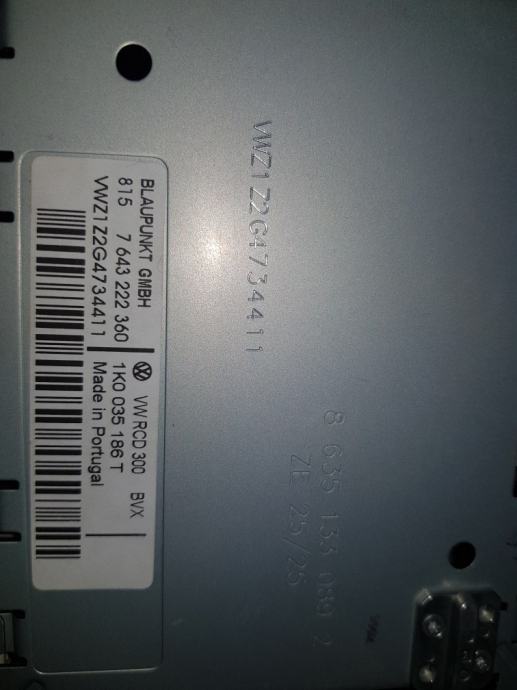 BLAUPUNKT GMBH
815 7 643 222 360
VWZ1Z2G4734411
VW RCD 300 BVX
1K0 035 186 T
Made in Portugal
VWZ1Z2G4734411
8 635 133 089 2
ZE 25/25